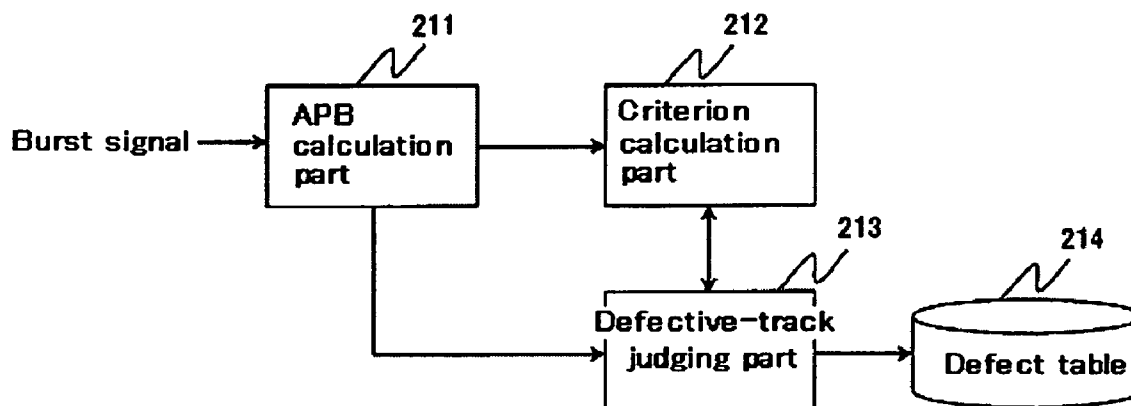 211
212
Burst signal
APB
calculation
part
Criterion
calculation
part
213
214
Defective-track
judging part
Defect table